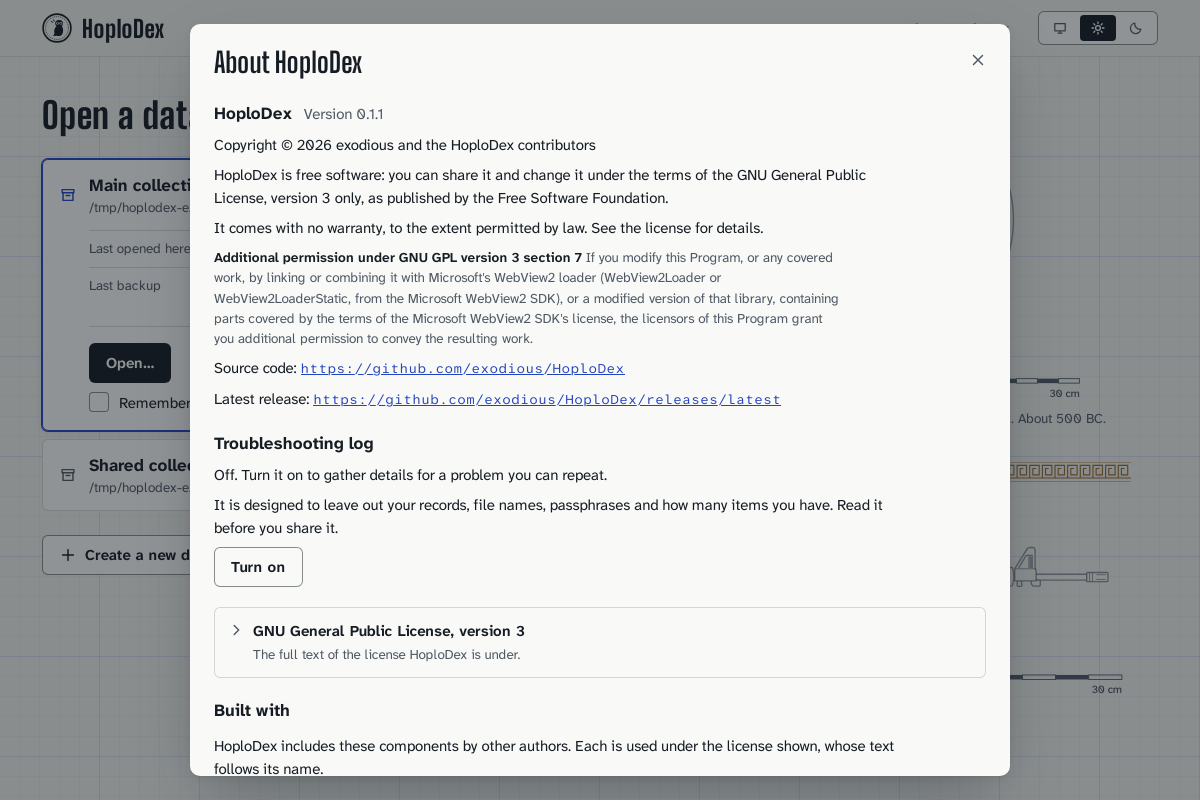 HoploDex
About HoploDex
HoploDex Version 0.1.1
Copyright © 2026 exodious and the HoploDex contributors
HoploDex is free software: you can share it and change it under the terms of the GNU General Public
License, version 3 only, as published by the Free Software Foundation.
It comes with no warranty, to the extent permitted by law. See the license for details.
Additional permission under GNU GPL version 3 section 7 If you modify this Program, or any covered
work, by linking or combining it with Microsoft's WebView2 loader (WebView2Loader or
WebView2LoaderStatic, from the Microsoft WebView2 SDK), or a modified version of that library, containing
parts covered by the terms of the Microsoft WebView2 SDK's license, the licensors of this Program grant
you additional permission to convey the resulting work.
Source code: https://github.com/exodious/HoploDex
Latest release: https://github.com/exodious/HoploDex/releases/latest
Troubleshooting log
Off. Turn it on to gather details for a problem you can repeat.
It is designed to leave out your records, file names, passphrases and how many items you have. Read it
before you share it.
Turn on
GNU General Public License, version 3
The full text of the license HoploDex is under.
Built with
HoploDex includes these components by other authors. Each is used under the license shown, whose text
follows its name.
Open a
Main
/tmp/hoplodex-e
Last opened here
Last backup
Open...
Remember
Shared
/tmp/hoplodex-e
Create a new
30 cm
. About 500 BC.
30 cm